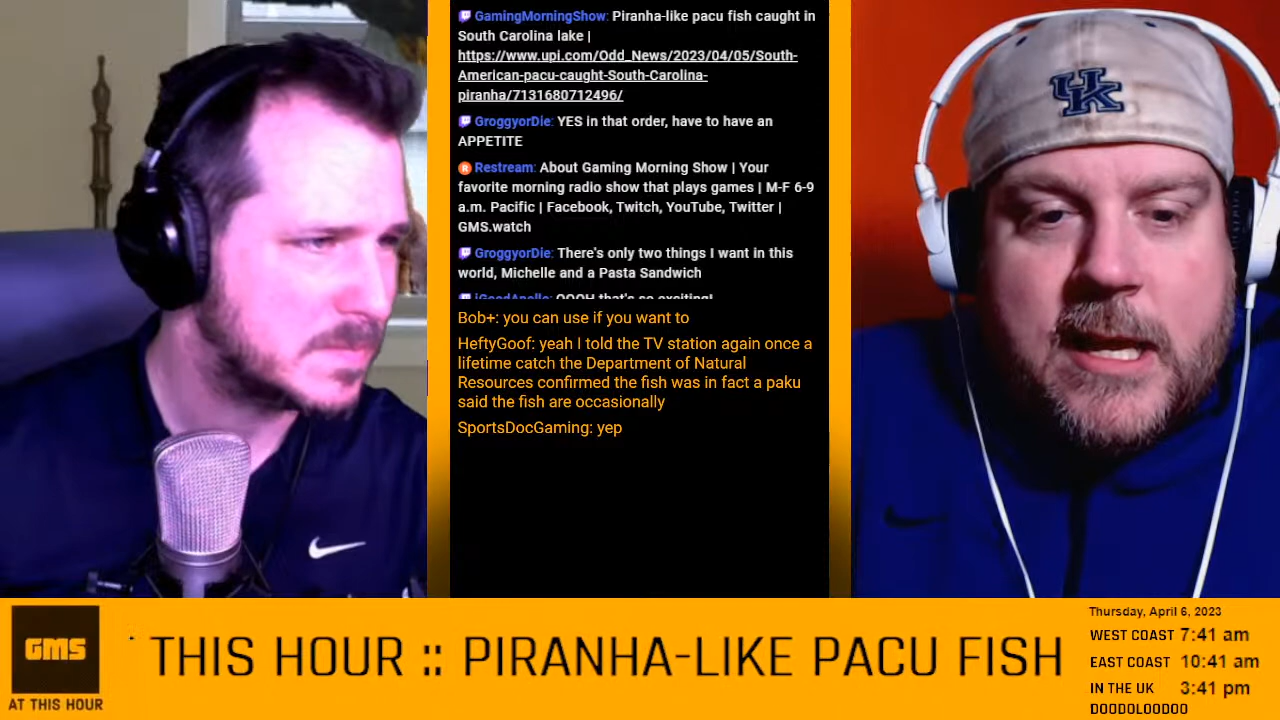 GamingMorningShow: Piranha-like pacu fish caught in
South Carolina lake |
https://www.upi.com/Odd_News/2023/04/05/South-
American-pacu-caught-South-Carolina-
piranha/7131680712496/
GroggyorDie: YES in that order, have to have an
APPETITE
R Restream: About Gaming Morning Show | Your
favorite morning radio show that plays games | M-F 6-9
a.m. Pacific | Facebook, Twitch, YouTube, Twitter |
GMS.watch
GroggyorDie: There's only two things I want in this
world, Michelle and a Pasta Sandwich
OOOH that's so exciting!
Bob+: you can use if you want to
HeftyGoof: yeah I told the TV station again once a
lifetime catch the Department of Natural
Resources confirmed the fish was in fact a paku
said the fish are occasionally
SportsDocGaming: yep
UK
GMS
AT THIS HOUR
THIS HOUR :: PIRANHA-LIKE PACU FISH
Thursday, April 6, 2023
WEST COAST 7:41 am
EAST COAST 10:41 am
IN THE UK 3:41 pm
DOODOLOODOO